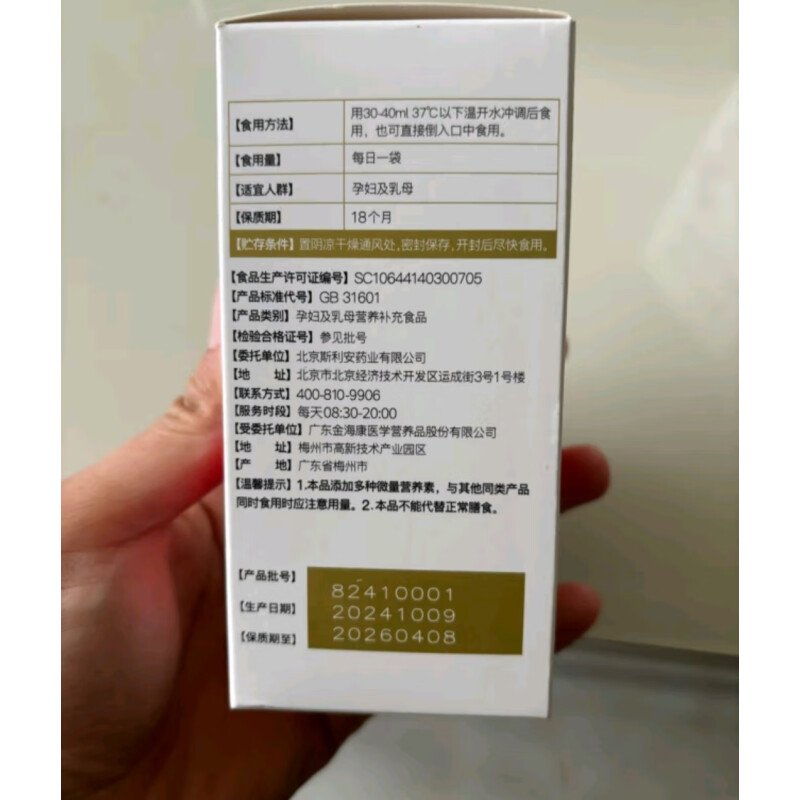 【食用方法】 用30-40ml 37℃以下温开水冲调后食
用，也可直接倒入口中食用。
【食用量】 每日一袋
【适宜人群】 孕妇及乳母
【保质期】 18个月
【贮存条件】 置阴凉干燥通风处，密封保存，开封后尽快食用。
【食品生产许可证编号】 SC10644140300705
【产品标准代号】 GB 31601
【产品类别】 孕妇及乳母营养补充食品
【检验合格证号】 参见批号
【委托单位】 北京斯利安药业有限公司
【地 址】 北京市北京经济技术开发区运成街3号1号楼
【联系方式】 400-810-9906
【服务时段】 每天08:30-20:00
【受委托单位】 广东金海康医学营养品股份有限公司
【地 址】 梅州市高新技术产业园区
【产 地】 广东省梅州市
【温馨提示】 1.本品添加多种微量营养素，与其他同类产品
同时食用时应注意用量。2.本品不能代替正常膳食。
【产品批号】 82410001
【生产日期】 20241009
【保质期至】 20260408